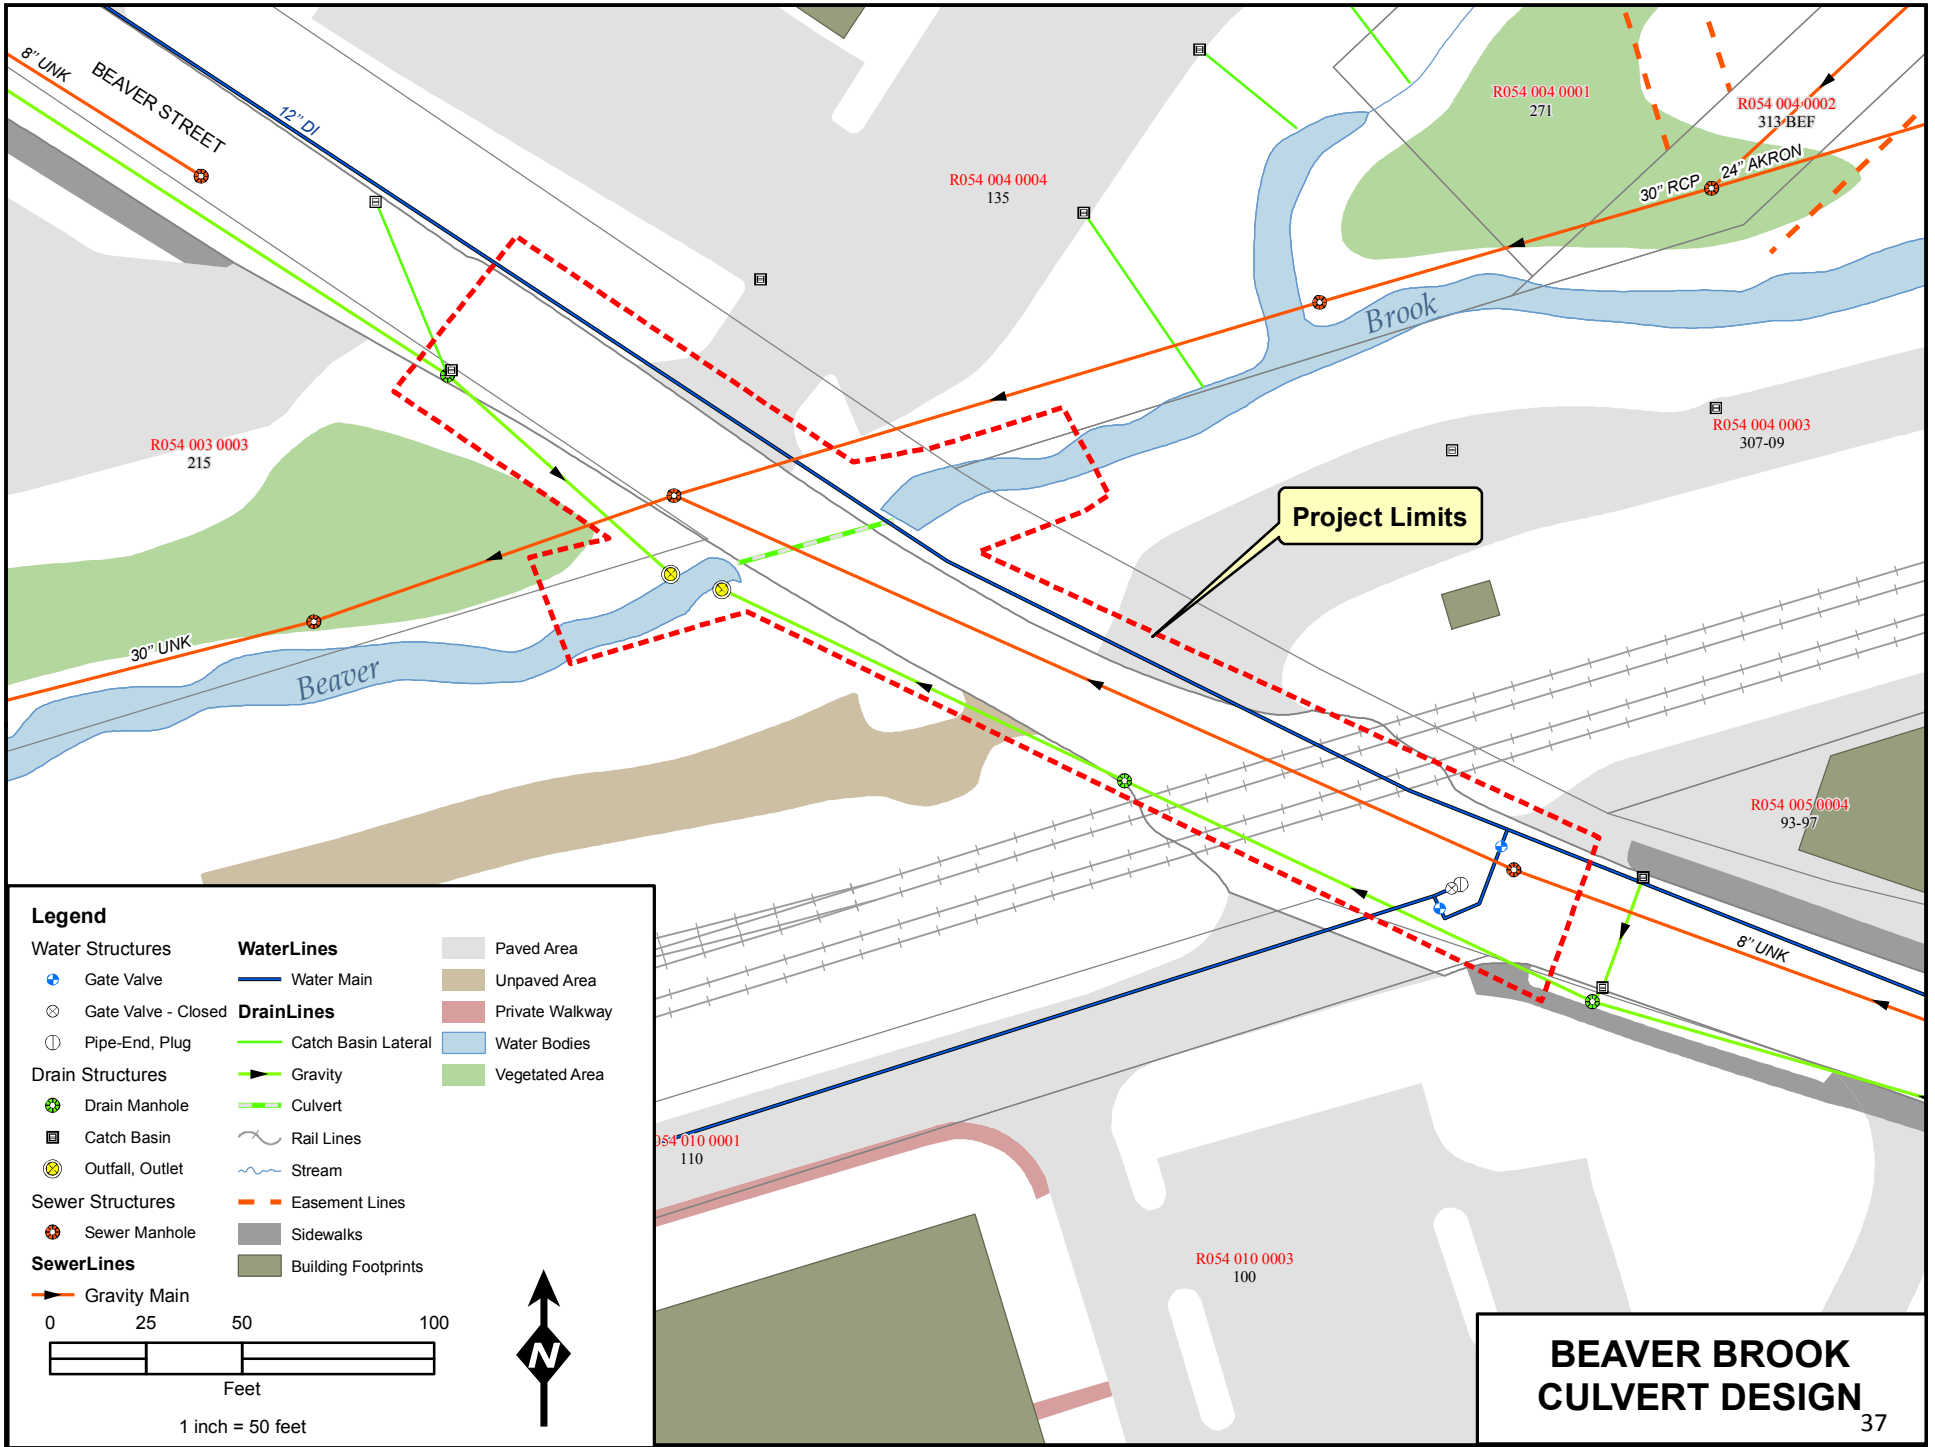 8" UNK
BEAVER STREET
12" DI
R054 004 0001
271
R054 004 0002
313 BEF
24" AKRON
30" RCP
R054 004 0004
135
Brook
R054 003 0003
215
R054 004 0003
307-09
Project Limits
30" UNK
Beaver
R054 005 0004
93-97
8" UNK
54 010 0001
110
R054 010 0003
100
Legend
Water Structures
Gate Valve
Gate Valve - Closed
Pipe-End, Plug
Drain Structures
Drain Manhole
Catch Basin
Outfall, Outlet
Sewer Structures
Sewer Manhole
SewerLines
Gravity Main
WaterLines
Water Main
DrainLines
Catch Basin Lateral
Gravity
Culvert
Rail Lines
Stream
Easement Lines
Sidewalks
Building Footprints
Paved Area
Unpaved Area
Private Walkway
Water Bodies
Vegetated Area
0 25 50 100
Feet
1 inch = 50 feet
N
BEAVER BROOK
CULVERT DESIGN
37